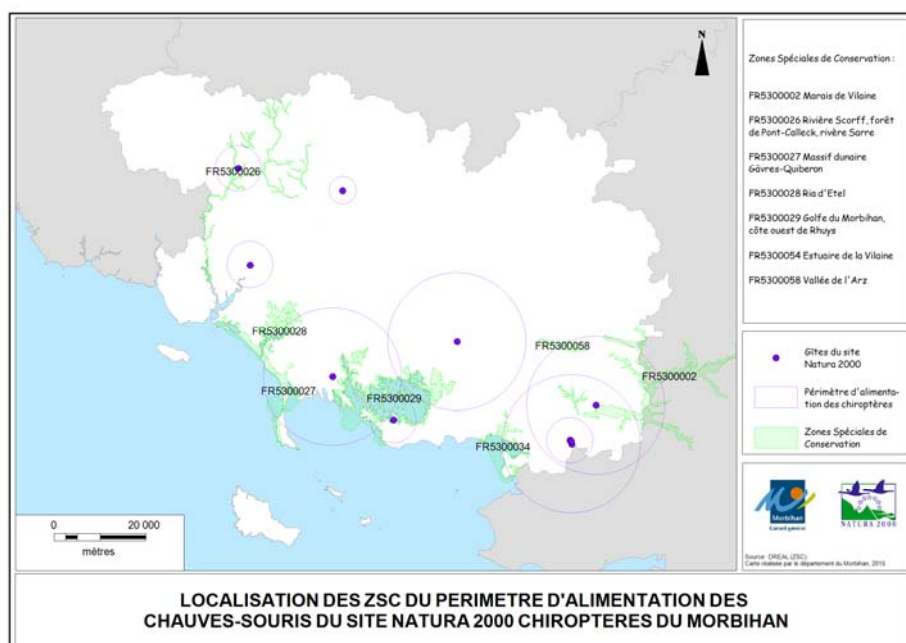 N
FR5300026
FR5300028
FR5300058
FR5300002
FR5300027
FR5300029
FR5300034
0 20 000
mètres
Zones Spéciales de Conservation :
FR5300002 Marais de Vilaine
FR5300026 Rivière Scorff, forêt
de Pont-Calleck, rivère Sarre
FR5300027 Massif dunaire
Gâvres-Quiberon
FR5300028 Ria d'Etel
FR5300029 Golfe du Morbihan,
côte ouest de Rhuys
FR5300054 Estuaire de la Vilaine
FR5300058 Vallée de l'Arz
Gîtes du site
Natura 2000
Périmètre d'alimenta-
tion des chiroptères
Zones Spéciales de
Conservation
Morbihan
Conseil général
NATURA 2000
Source: DREAL (ZSC)
Carte réalisée par le département du Morbihan, 2015
LOCALISATION DES ZSC DU PERIMETRE D'ALIMENTATION DES
CHAUVES-SOURIS DU SITE NATURA 2000 CHIROPTERES DU MORBIHAN